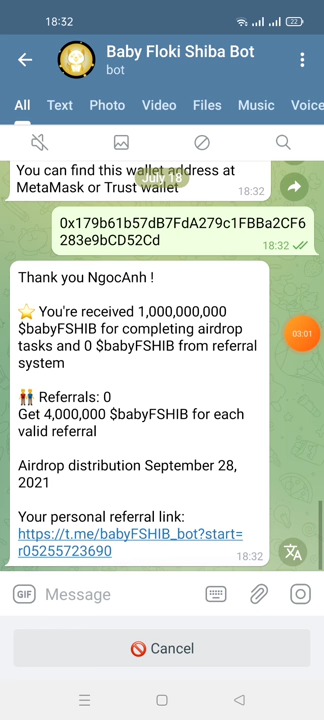 18:32
22
Baby Floki Shiba Bot
bot
All Text Photo Video Files Music Voice
You can find this wallet address at
MetaMask or Trust wallet
July 18
18:32
0x179b61b57dB7FdA279c1FBBa2CF6
283e9bCD52Cd
18:32
Thank you NgocAnh !
⭐ You're received 1,000,000,000
$babyFSHIB for completing airdrop
tasks and 0 $babyFSHIB from referral
system
03:01
👬 Referrals: 0
Get 4,000,000 $babyFSHIB for each
valid referral
Airdrop distribution September 28,
2021
Your personal referral link:
https://t.me/babyFSHIB_bot?start=
r05255723690
18:32
GIF Message
🚫 Cancel